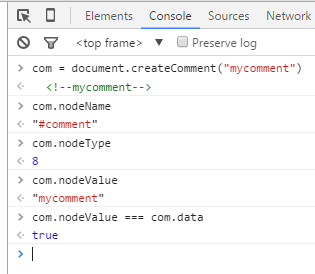 Elements Console Sources Network
<top frame> Preserve log
> com = document.createComment("mycomment")
<!--mycomment-->
> com.nodeName
"#comment"
> com.nodeType
8
> com.nodeValue
"mycomment"
> com.nodeValue === com.data
true
>